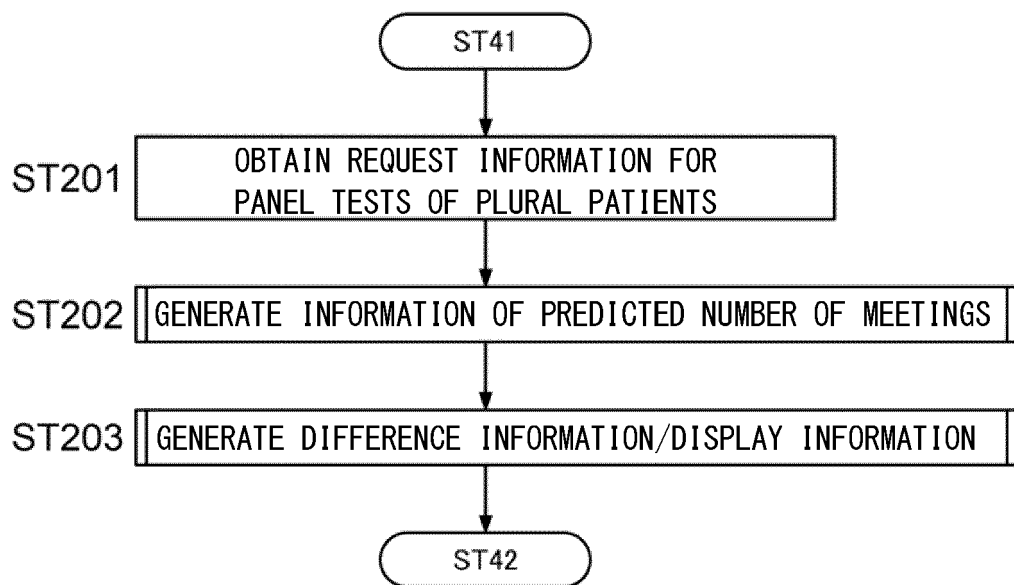 ST41
ST201
OBTAIN REQUEST INFORMATION FOR
PANEL TESTS OF PLURAL PATIENTS
ST202
GENERATE INFORMATION OF PREDICTED NUMBER OF MEETINGS
ST203
GENERATE DIFFERENCE INFORMATION/DISPLAY INFORMATION
ST42